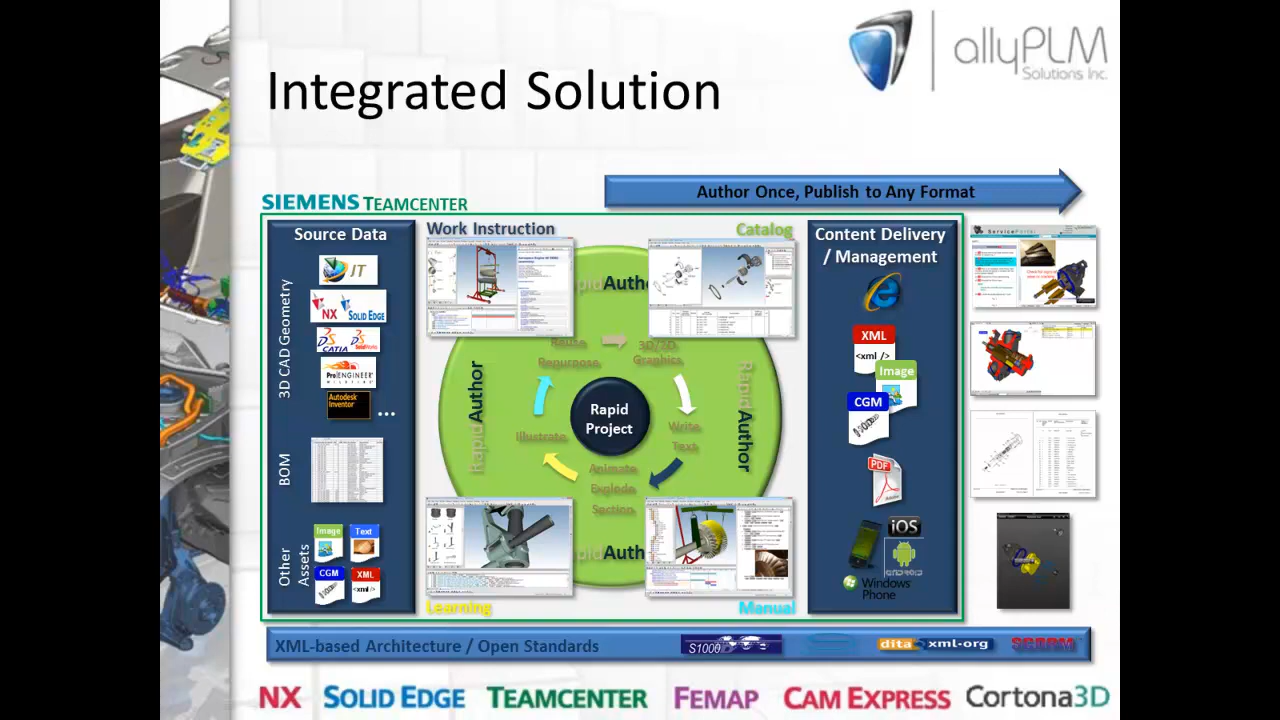 allyPLM
Solutions Inc.
Integrated Solution
Author Once, Publish to Any Format
SIEMENS TEAMCENTER
Source Data
3D CAD Geometry
JT
NX SOLID EDGE
CATIA SolidWorks
Pro/ENGINEER
WILDFIRE
Autodesk
Inventor
...
BOM
Other
Assets
Image
Text
CGM
XML
<xml/>
Work Instruction
Catalog
RapidAuthor
RapidAuthor
Reuse
Repurpose
3D/2D
Graphics
Write
Text
Animate
Explode
Section
Illustrate
Rapid
Project
Learning
Manual
Content Delivery
/ Management
XML
<xml />
Image
CGM
PDF
Adobe
iOS
ANDROID
Windows
Phone
XML-based Architecture / Open Standards
S1000D
dita.xml-org
SCORM
NX SOLID EDGE TEAMCENTER FEMAP CAM EXPRESS Cortona3D